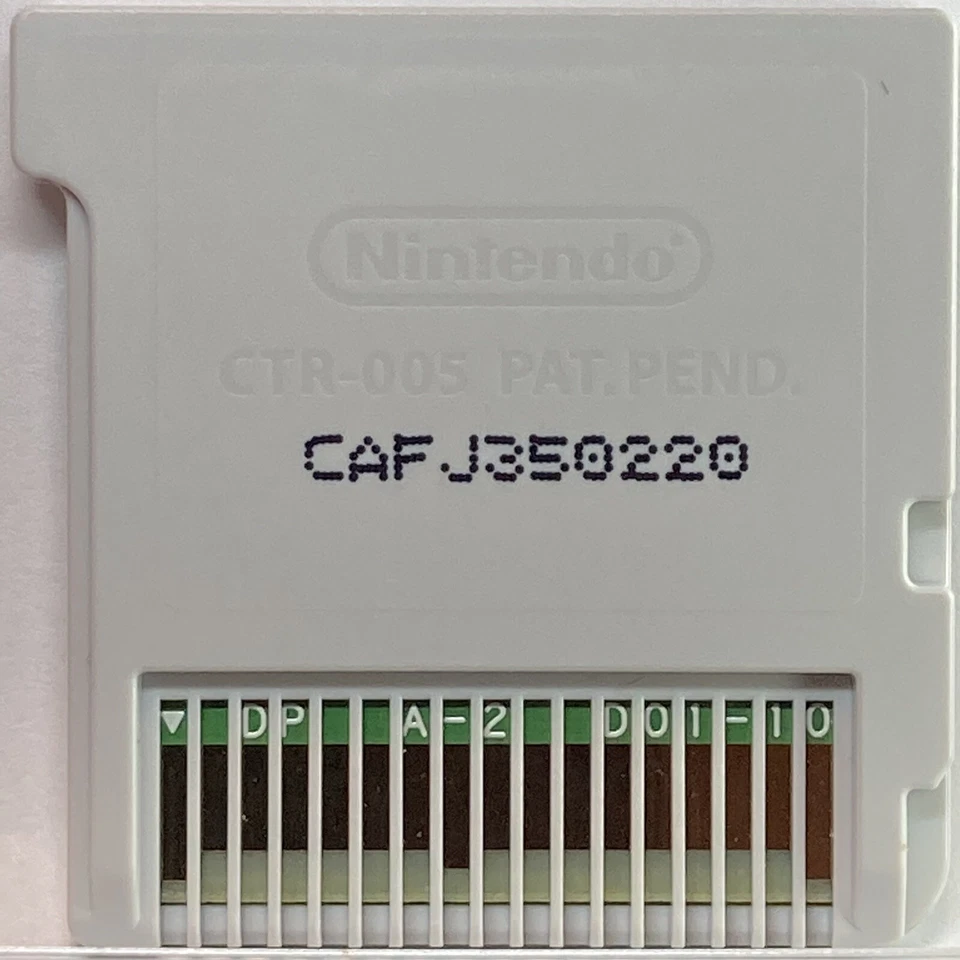 Nintendo
CTR-005 PAT.PEND.
CAFJ350220
DP A-2 D01-10